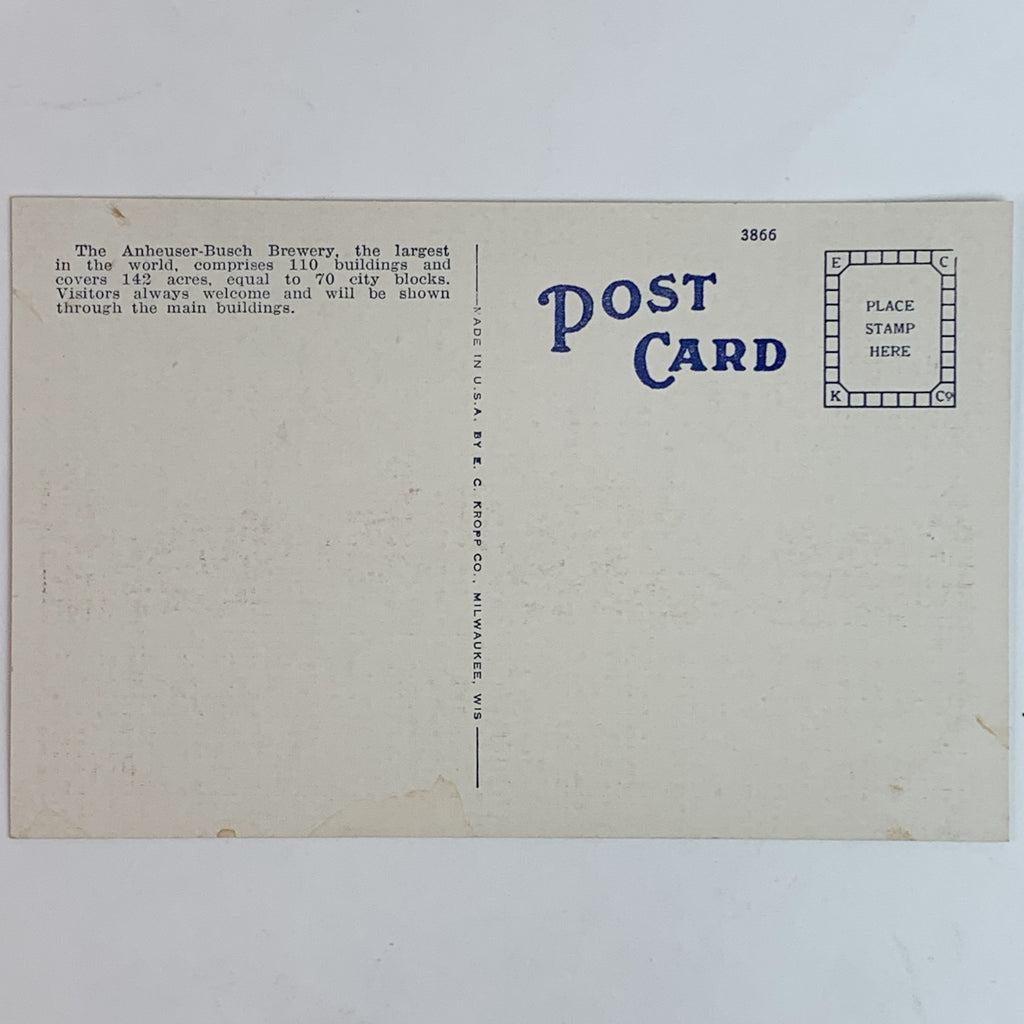 The Anheuser-Busch Brewery, the largest
in the world, comprises 110 buildings and
covers 142 acres, equal to 70 city blocks.
Visitors always welcome and will be shown
through the main buildings.
MADE IN U.S.A. BY E. C. KROPP CO., MILWAUKEE, WIS
3866
POST
CARD
E C
PLACE
STAMP
HERE
K Co